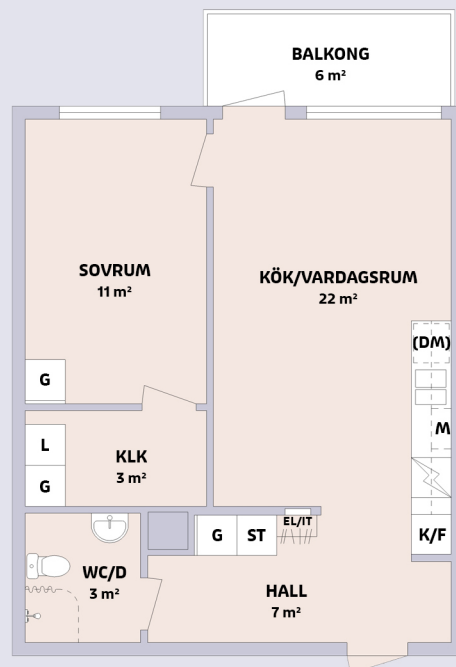 BALKONG
6 m²
SOVRUM
11 m²
KÖK/VARDAGSRUM
22 m²
(DM)
G
M
L
KLK
3 m²
G
G
ST
EL/IT
K/F
WC/D
3 m²
HALL
7 m²